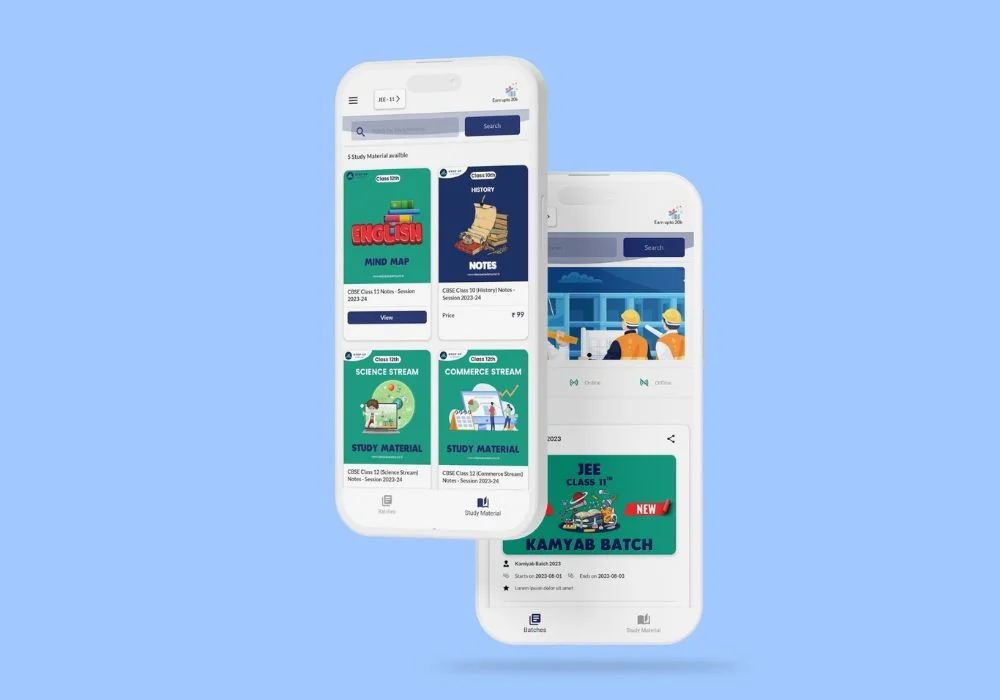 JEE - 11
Earn upto 20k
Search
5 Study Material availble
Class 12th
ENGLISH
MIND MAP
CBSE Class 11 Notes - Session
2023-24
View
Class 10th
HISTORY
NOTES
CBSE Class 10 (History) Notes -
Session 2023-24
Price
₹ 99
Class 12th
SCIENCE STREAM
STUDY MATERIAL
CBSE Class 12 (Science Stream)
Notes - Session 2023-24
Class 12th
COMMERCE STREAM
STUDY MATERIAL
CBSE Class 12 (Commerce Stream)
Notes - Session 2023-24
Batches
Study Material
Earn upto 20k
Search
Online
Offline
2023
JEE
CLASS 11TH
NEW
KAMYAB BATCH
Kamiyab Batch 2023
Starts on 2023-08-01
Ends on 2023-08-03
Lorem ipsum dolor sit amet
Batches
Study Material